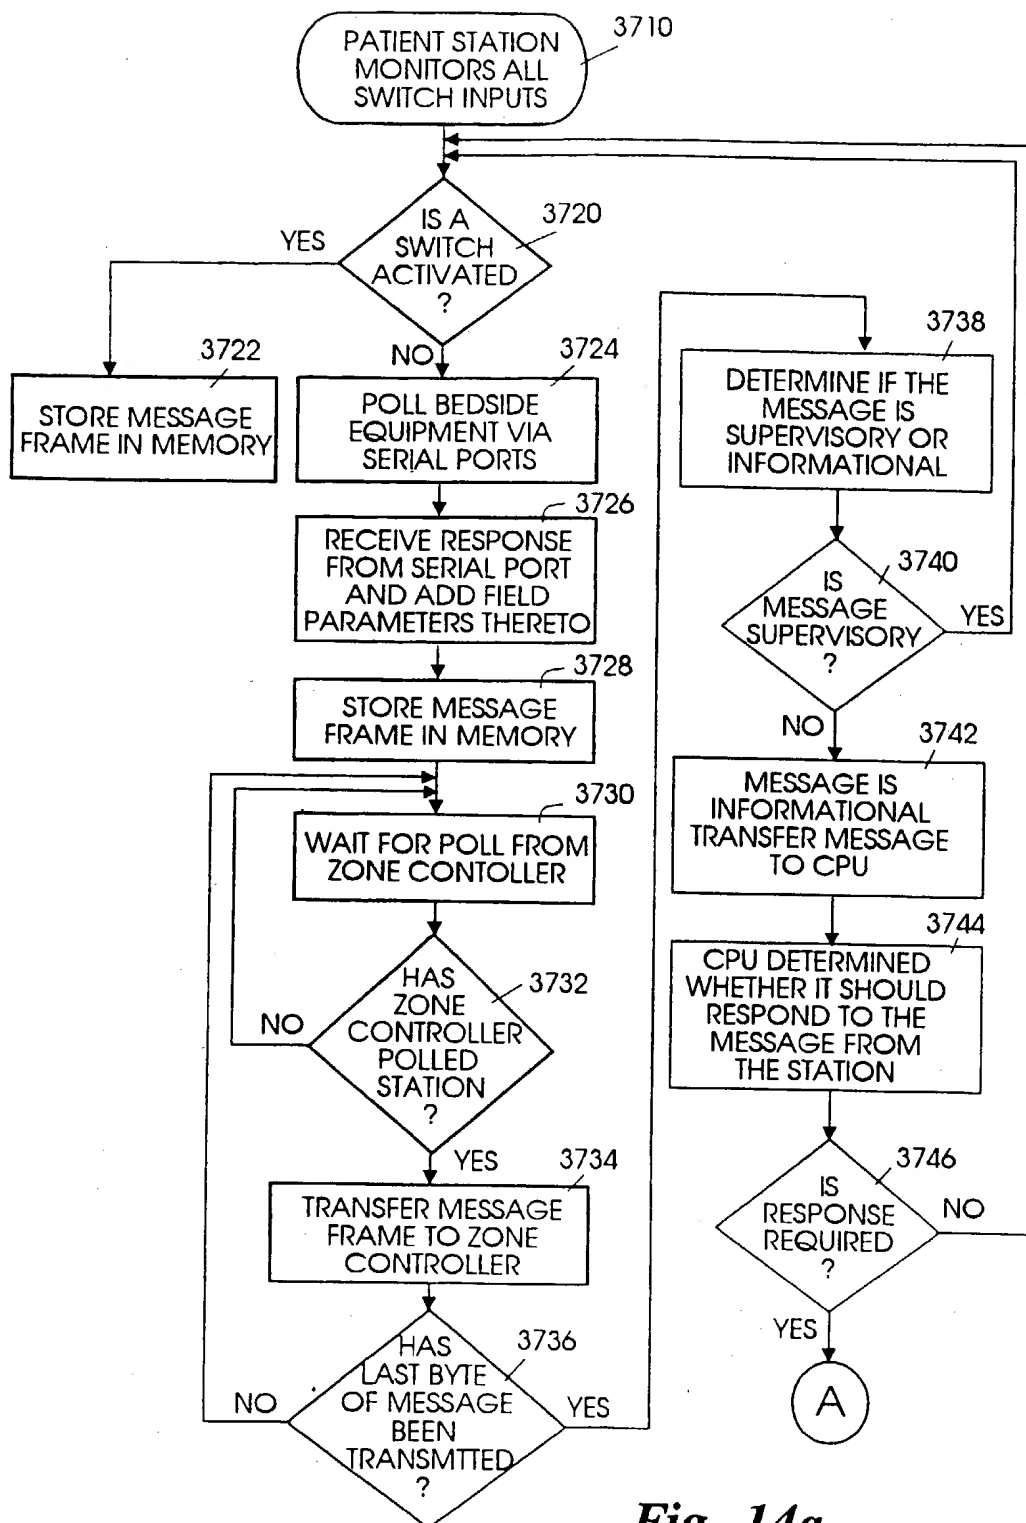 3710
PATIENT STATION
MONITORS ALL
SWITCH INPUTS
3720
IS A
SWITCH
ACTIVATED
?
YES
NO
3722
STORE MESSAGE
FRAME IN MEMORY
3724
POLL BEDSIDE
EQUIPMENT VIA
SERIAL PORTS
3726
RECEIVE RESPONSE
FROM SERIAL PORT
AND ADD FIELD
PARAMETERS THERETO
3728
STORE MESSAGE
FRAME IN MEMORY
3730
WAIT FOR POLL FROM
ZONE CONTOLLER
3732
HAS
ZONE
CONTROLLER
POLLED
STATION
?
NO
YES
3734
TRANSFER MESSAGE
FRAME TO ZONE
CONTROLLER
3736
HAS
LAST BYTE
OF MESSAGE
BEEN
TRANSMTTED
?
NO
YES
3738
DETERMINE IF THE
MESSAGE IS
SUPERVISORY OR
INFORMATIONAL
3740
IS
MESSAGE
SUPERVISORY
?
YES
NO
3742
MESSAGE IS
INFORMATIONAL
TRANSFER MESSAGE
TO CPU
3744
CPU DETERMINED
WHETHER IT SHOULD
RESPOND TO THE
MESSAGE FROM
THE STATION
3746
IS
RESPONSE
REQUIRED
?
NO
YES
A
Fig. 14a